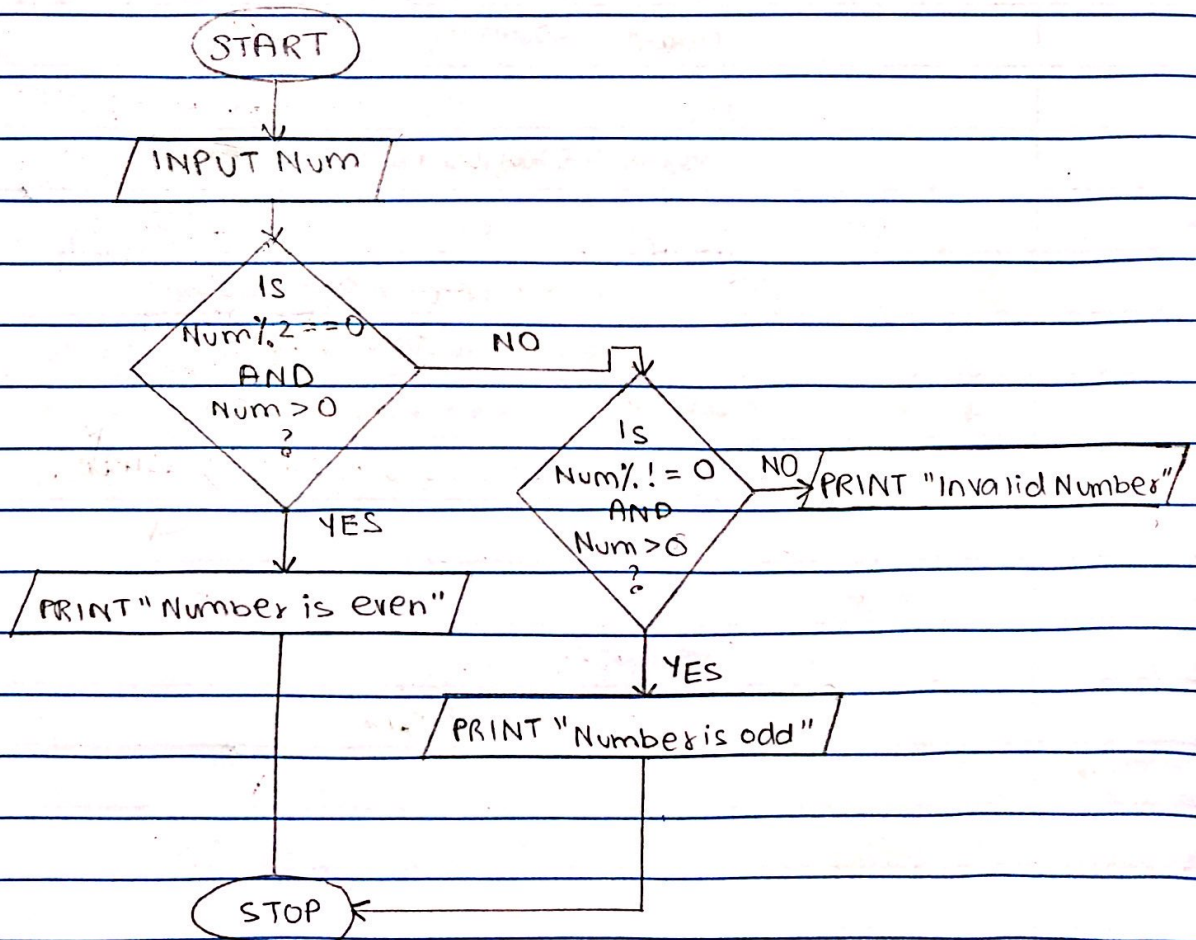 START
INPUT Num
IS
Num%2==0
AND
Num>0
?
NO
YES
PRINT "Number is even"
Is
Num%!=0
AND
Num>0
?
NO
PRINT "Invalid Number"
YES
PRINT "Number is odd"
STOP